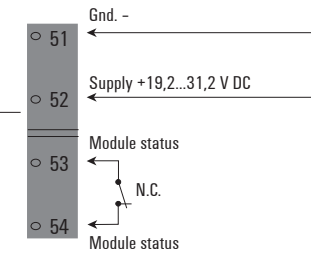 Gnd. –
51
Supply +19,2...31,2 V DC
52
Module status
53
N.C.
54
Module status